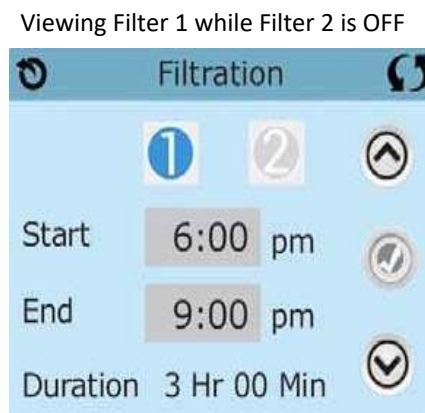 Viewing Filter 1 while Filter 2 is OFF
Filtration
1 2
Start 6:00 pm
End 9:00 pm
Duration 3 Hr 00 Min